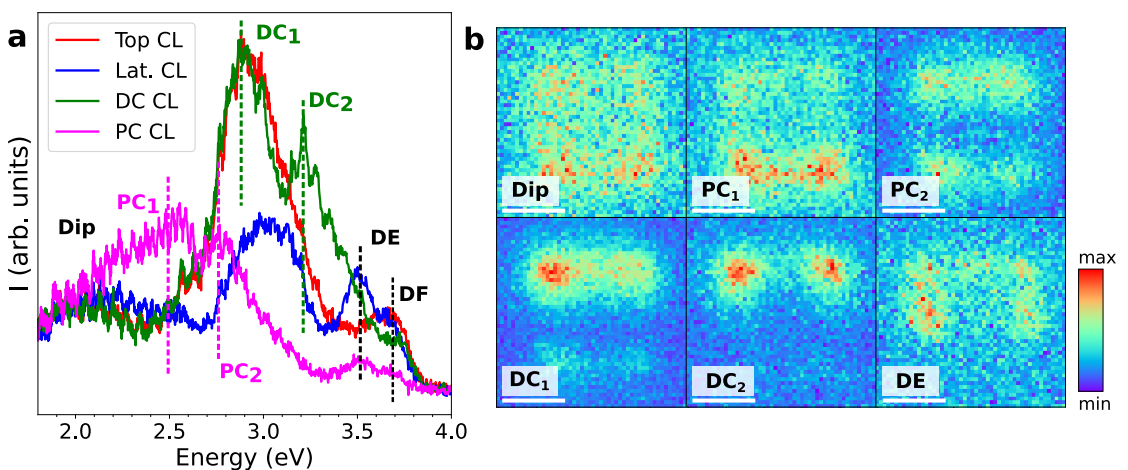 a
Top CL
Lat. CL
DC CL
PC CL
DC₁
DC₂
PC₁
Dip
DE
DF
PC₂
I (arb. units)
2.0 2.5 3.0 3.5 4.0
Energy (eV)
b
Dip
PC₁
PC₂
DC₁
DC₂
DE
max
min